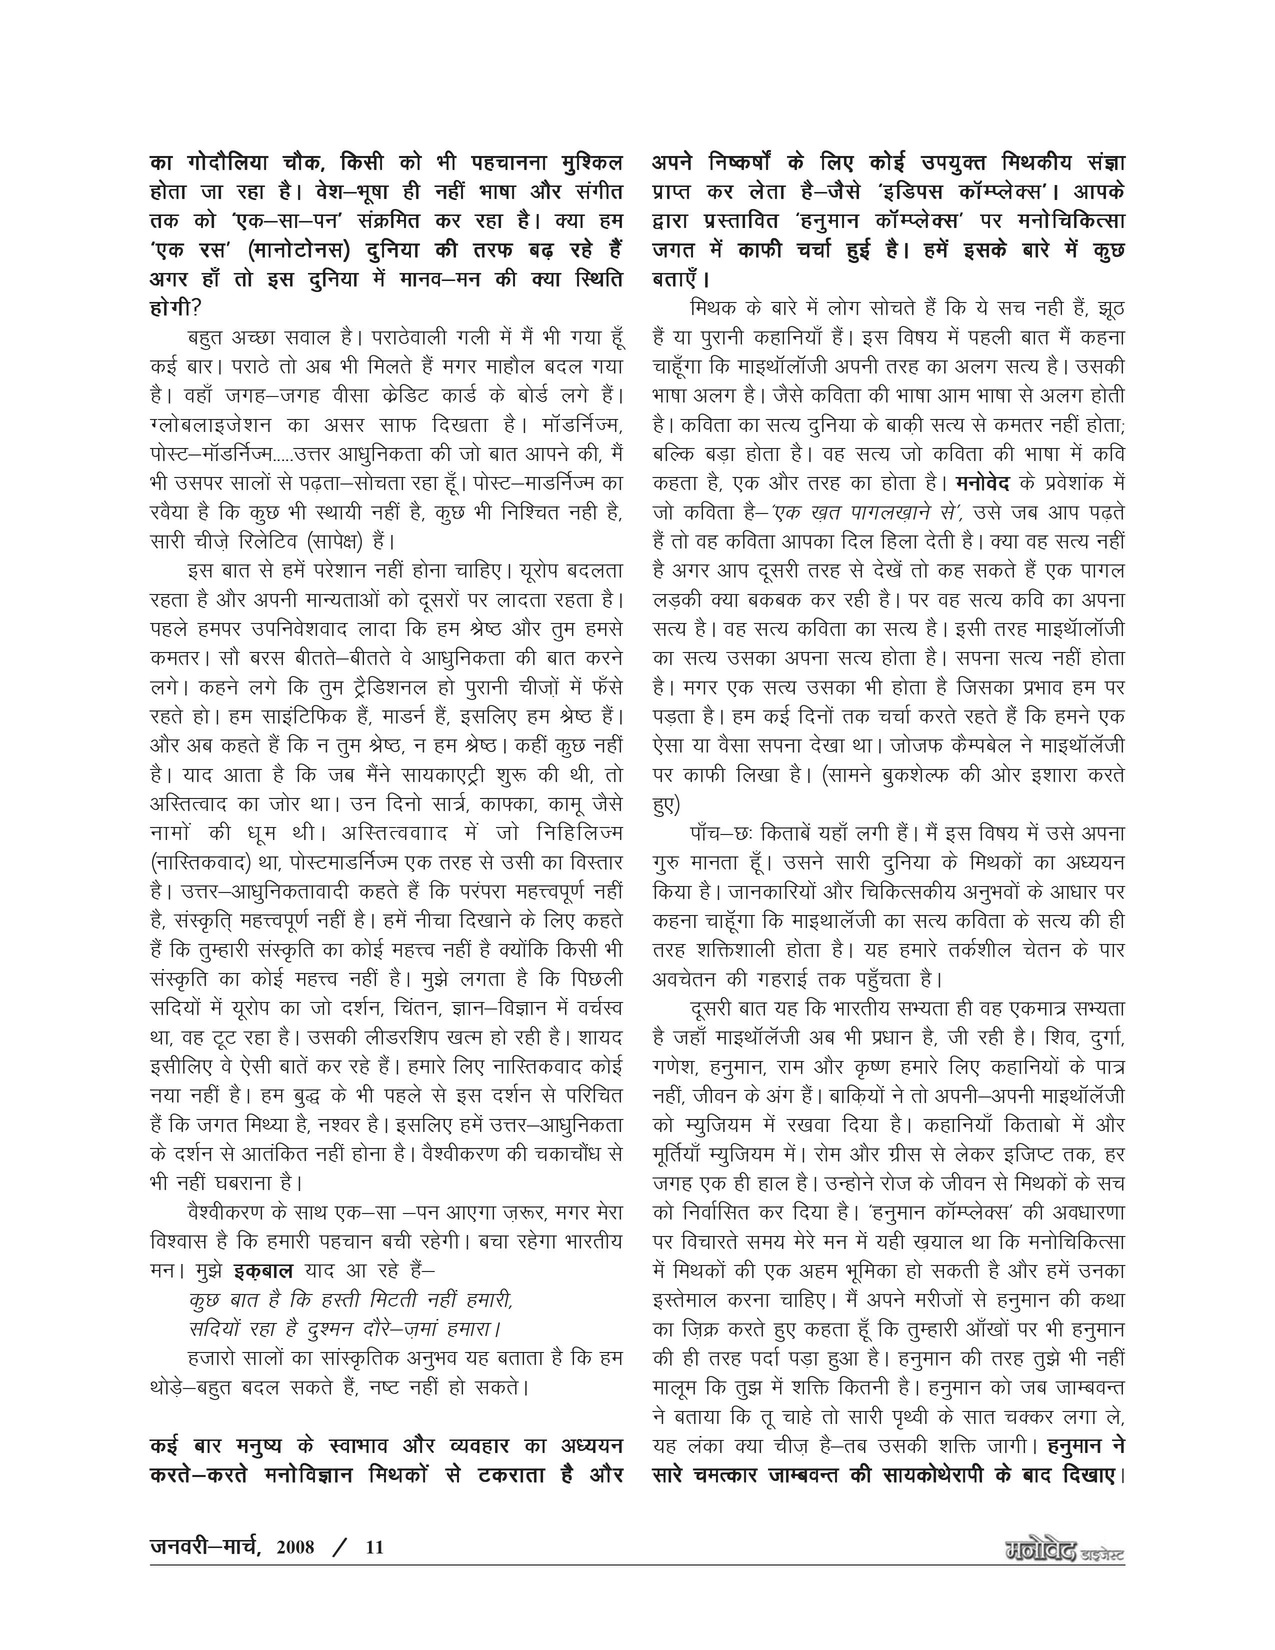 का गोदौलिया चौक, किसी को भी पहचानना मुश्किल
होता जा रहा है। वेश–भूषा ही नहीं भाषा और संगीत
तक को ‘एक–सा–पन’ संक्रमित कर रहा है। क्या हम
‘एक रस’ (मानोटोनस) दुनिया की तरफ बढ़ रहे हैं
अगर हाँ तो इस दुनिया में मानव–मन की क्या स्थिति
होगी?
बहुत अच्छा सवाल है। पराठेवाली गली में मैं भी गया हूँ
कई बार। पराठे तो अब भी मिलते हैं मगर माहौल बदल गया
है। वहाँ जगह–जगह वीसा क्रेडिट कार्ड के बोर्ड लगे हैं।
ग्लोबलाइजेशन का असर साफ दिखता है। मॉडर्निज्म,
पोस्ट–मॉडर्निज्म.....उत्तर आधुनिकता की जो बात आपने की, मैं
भी उसपर सालों से पढ़ता–सोचता रहा हूँ। पोस्ट–माडर्निज्म का
रवैया है कि कुछ भी स्थायी नहीं है, कुछ भी निश्चित नही है,
सारी चीज़े रिलेटिव (सापेक्ष) हैं।
इस बात से हमें परेशान नहीं होना चाहिए। यूरोप बदलता
रहता है और अपनी मान्यताओं को दूसरों पर लादता रहता है।
पहले हमपर उपनिवेशवाद लादा कि हम श्रेष्ठ और तुम हमसे
कमतर। सौ बरस बीतते–बीतते वे आधुनिकता की बात करने
लगे। कहने लगे कि तुम ट्रैडिशनल हो पुरानी चीजों़ में फँसे
रहते हो। हम साइंटिफिक हैं, माडर्न हैं, इसलिए हम श्रेष्ठ हैं।
और अब कहते हैं कि न तुम श्रेष्ठ, न हम श्रेष्ठ। कहीं कुछ नहीं
है। याद आता है कि जब मैंने सायकाएट्री शुरू की थी, तो
अस्तित्वाद का जोर था। उन दिनो सार्त्र, काफ्का, कामू जैसे
नामों की धूम थी। अस्तित्ववााद में जो निहिलिज्म
(नास्तिकवाद) था, पोस्टमाडर्निज्म एक तरह से उसी का विस्तार
है। उत्तर–आधुनिकतावादी कहते हैं कि परंपरा महत्त्वपूर्ण नहीं
है, संस्कृति् महत्त्वपूर्ण नहीं है। हमें नीचा दिखाने के लिए कहते
हैं कि तुम्हारी संस्कृति का कोई महत्त्व नहीं है क्योंकि किसी भी
संस्कृति का कोई महत्त्व नहीं है। मुझे लगता है कि पिछली
सदियों में यूरोप का जो दर्शन, चिंतन, ज्ञान–विज्ञान में वर्चस्व
था, वह टूट रहा है। उसकी लीडरशिप खत्म हो रही है। शायद
इसीलिए वे ऐसी बातें कर रहे हैं। हमारे लिए नास्तिकवाद कोई
नया नहीं है। हम बुद्ध के भी पहले से इस दर्शन से परिचित
हैं कि जगत मिथ्या है, नश्वर है। इसलिए हमें उत्तर–आधुनिकता
के दर्शन से आतंकित नहीं होना है। वैश्वीकरण की चकाचौंध से
भी नहीं घबराना है।
वैश्वीकरण के साथ एक–सा –पन आएगा ज़रूर, मगर मेरा
विश्वास है कि हमारी पहचान बची रहेगी। बचा रहेगा भारतीय
मन। मुझे इक़बाल याद आ रहे हैं–
कुछ बात है कि हस्ती मिटती नहीं हमारी,
सदियों रहा है दुश्मन दौरे–ज़मां हमारा।
हजारो सालों का सांस्कृतिक अनुभव यह बताता है कि हम
थोड़े–बहुत बदल सकते हैं, नष्ट नहीं हो सकते।
कई बार मनुष्य के स्वाभाव और व्यवहार का अध्ययन
करते–करते मनोविज्ञान मिथकों से टकराता है और
अपने निष्कर्षों के लिए कोई उपयुक्त मिथकीय संज्ञा
प्राप्त कर लेता है–जैसे ‘इडिपस कॉम्प्लेक्स’। आपके
द्वारा प्रस्तावित ‘हनुमान कॉम्प्लेक्स’ पर मनोचिकित्सा
जगत में काफी चर्चा हुई है। हमें इसके बारे में कुछ
बताएँ।
मिथक के बारे में लोग सोचते हैं कि ये सच नही हैं, झूठ
हैं या पुरानी कहानियाँ हैं। इस विषय में पहली बात मैं कहना
चाहूँगा कि माइथॉलॉजी अपनी तरह का अलग सत्य है। उसकी
भाषा अलग है। जैसे कविता की भाषा आम भाषा से अलग होती
है। कविता का सत्य दुनिया के बाक़ी सत्य से कमतर नहीं होता;
बल्कि बड़ा होता है। वह सत्य जो कविता की भाषा में कवि
कहता है, एक और तरह का होता है। मनोवेद के प्रवेशांक में
जो कविता है–‘एक ख़त पागलख़ाने से’, उसे जब आप पढ़ते
हैं तो वह कविता आपका दिल हिला देती है। क्या वह सत्य नहीं
है अगर आप दूसरी तरह से देखें तो कह सकते हैं एक पागल
लड़की क्या बकबक कर रही है। पर वह सत्य कवि का अपना
सत्य है। वह सत्य कविता का सत्य है। इसी तरह माइथॅालॉजी
का सत्य उसका अपना सत्य होता है। सपना सत्य नहीं होता
है। मगर एक सत्य उसका भी होता है जिसका प्रभाव हम पर
पड़ता है। हम कई दिनों तक चर्चा करते रहते हैं कि हमने एक
ऐसा या वैसा सपना देखा था। जोजफ कैम्पबेल ने माइथॉलॅजी
पर काफी लिखा है। (सामने बुकशेल्फ की ओर इशारा करते
हुए)
पाँच–छः किताबें यहाँ लगी हैं। मैं इस विषय में उसे अपना
गुरु मानता हूँ। उसने सारी दुनिया के मिथकों का अध्ययन
किया है। जानकारियों और चिकित्सकीय अनुभवों के आधार पर
कहना चाहूँगा कि माइथालॅजी का सत्य कविता के सत्य की ही
तरह शक्तिशाली होता है। यह हमारे तर्कशील चेतन के पार
अवचेतन की गहराई तक पहुँचता है।
दूसरी बात यह कि भारतीय सभ्यता ही वह एकमात्र सभ्यता
है जहाँ माइथॉलॅजी अब भी प्रधान है, जी रही है। शिव, दुर्गा,
गणेश, हनुमान, राम और कृष्ण हमारे लिए कहानियों के पात्र
नहीं, जीवन के अंग हैं। बाकि़यों ने तो अपनी–अपनी माइथॉलॅजी
को म्युजियम में रखवा दिया है। कहानियाँ किताबो में और
मूर्तियाँ म्युजियम में। रोम और ग्रीस से लेकर इजिप्ट तक, हर
जगह एक ही हाल है। उन्होने रोज के जीवन से मिथकों के सच
को निर्वासित कर दिया है। ‘हनुमान कॉम्प्लेक्स’ की अवधारणा
पर विचारते समय मेरे मन में यही ख़याल था कि मनोचिकित्सा
में मिथकों की एक अहम भूमिका हो सकती है और हमें उनका
इस्तेमाल करना चाहिए। मैं अपने मरीजों से हनुमान की कथा
का ज़िक्र करते हुए कहता हूँ कि तुम्हारी आँखों पर भी हनुमान
की ही तरह पर्दा पड़ा हुआ है। हनुमान की तरह तुझे भी नहीं
मालूम कि तुझ में शक्ति कितनी है। हनुमान को जब जाम्बवन्त
ने बताया कि तू चाहे तो सारी पृथ्वी के सात चक्कर लगा ले,
यह लंका क्या चीज़ है–तब उसकी शक्ति जागी। हनुमान ने
सारे चमत्कार जाम्बवन्त की सायकोथेरापी के बाद दिखाए।
जनवरी–मार्च, 2008 / 11
मनोवेद डाइजेस्ट